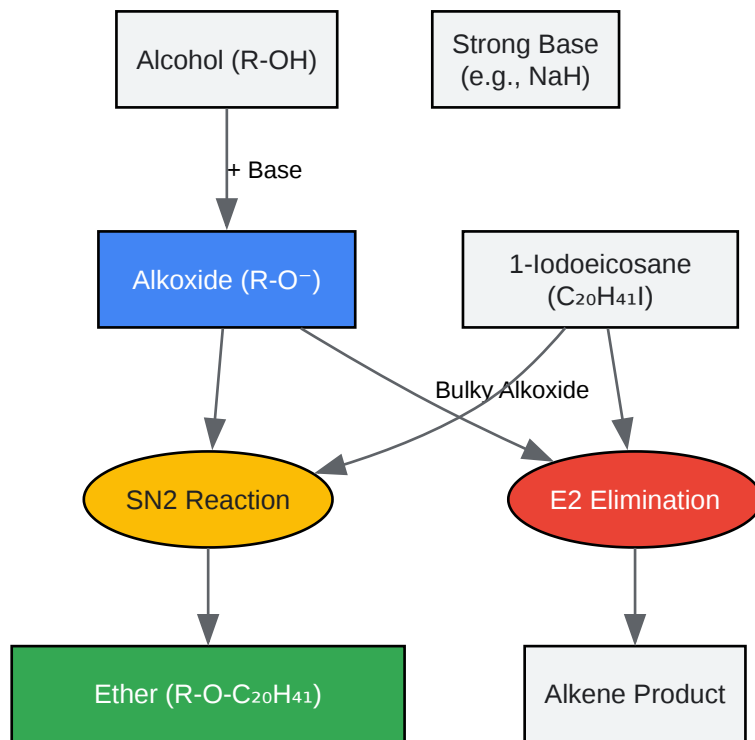 Alcohol (R-OH)
Strong Base
(e.g., NaH)
+ Base
Alkoxide (R-O⁻)
1-Iodoeicosane
(C₂₀H₄₁I)
Bulky Alkoxide
SN2 Reaction
E2 Elimination
Ether (R-O-C₂₀H₄₁)
Alkene Product